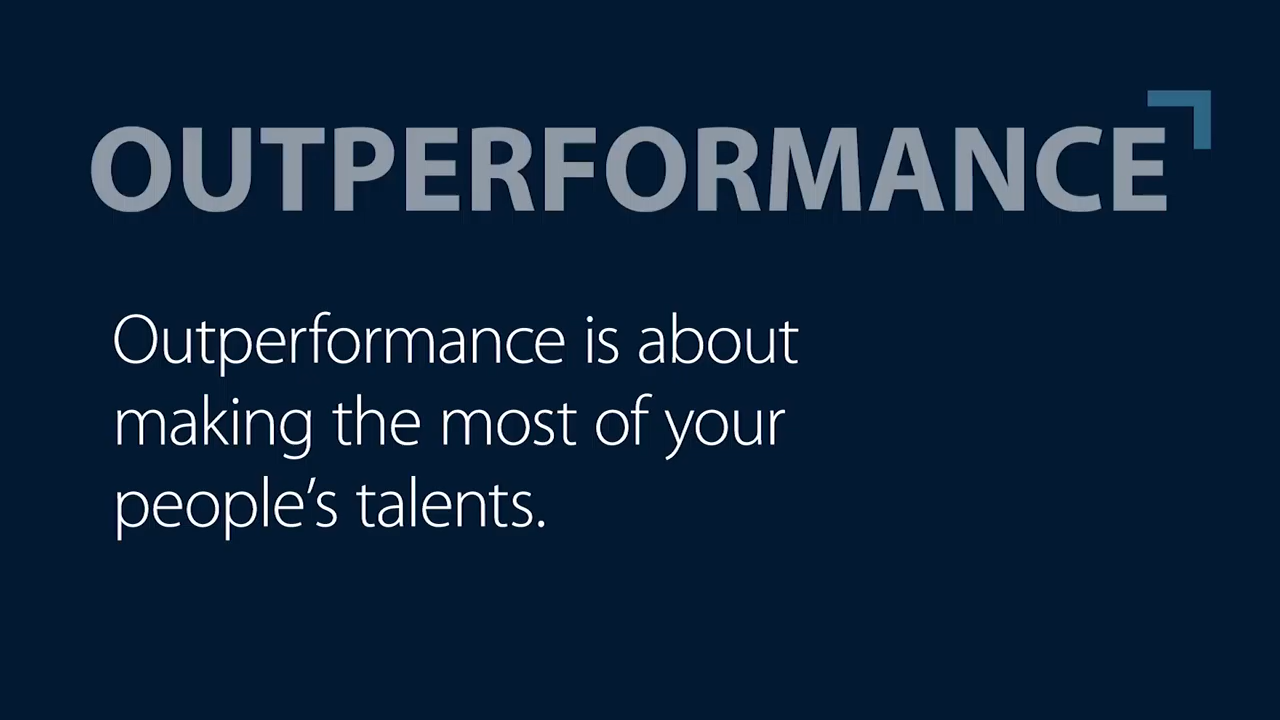 OUTPERFORMANCE
Outperformance is about
making the most of your
people’s talents.